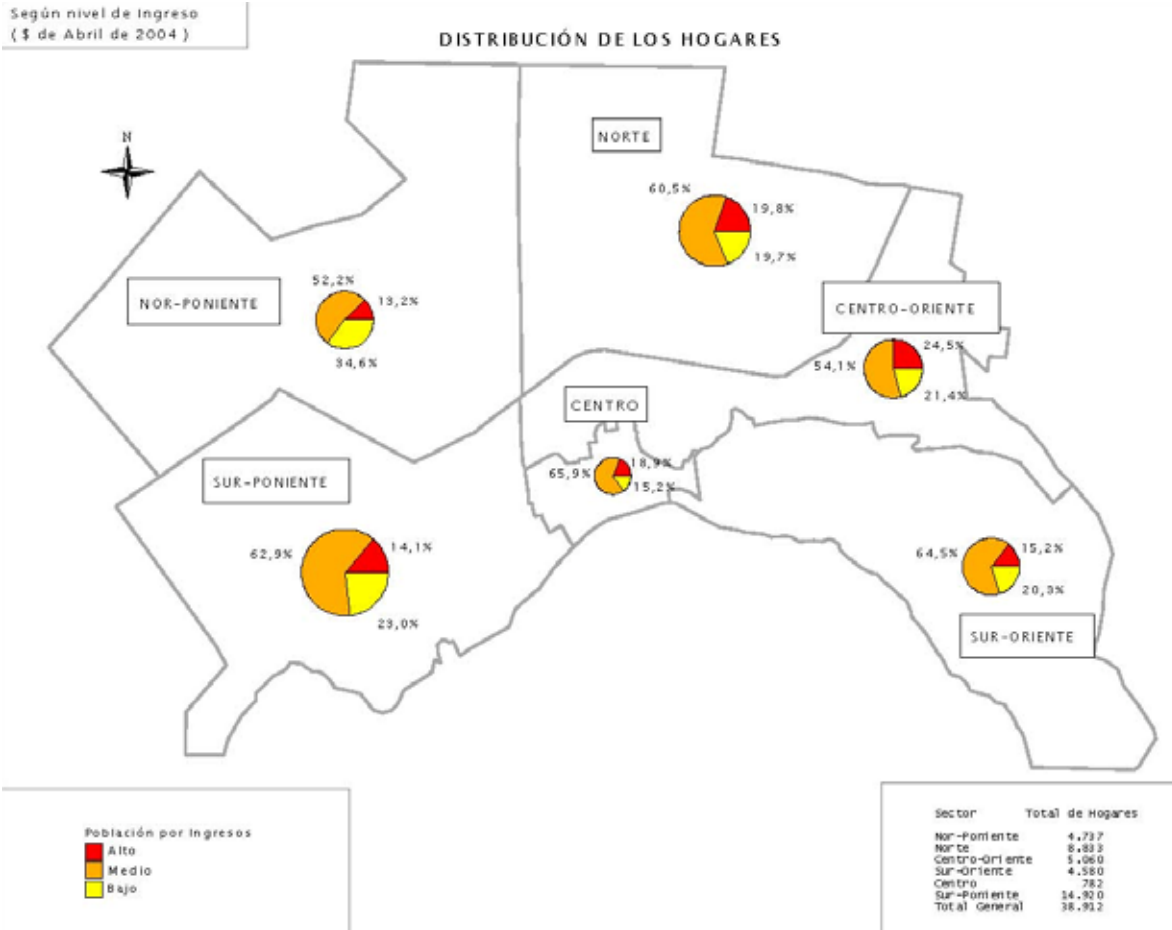 Según nivel de Ingreso
($ de Abril de 2004)
DISTRIBUCIÓN DE LOS HOGARES
N
NORTE
60,5%
19,8%
19,7%
NOR-PONIENTE
52,2%
13,2%
34,6%
CENTRO-ORIENTE
54,1%
24,5%
21,4%
CENTRO
65,9%
18,9%
15,2%
SUR-PONIENTE
62,9%
14,1%
23,0%
64,5%
15,2%
20,3%
SUR-ORIENTE
Población por Ingresos
Alto
Medio
Bajo
Sector Total de Hogares
Nor-Poniente 4.737
Norte 8.833
Centro-Oriente 5.060
Sur-Oriente 4.580
Centro 782
Sur-Poniente 14.920
Total General 38.912